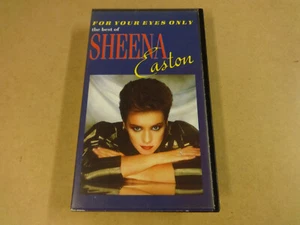 FOR YOUR EYES ONLY
the best of
SHEENA
Easton